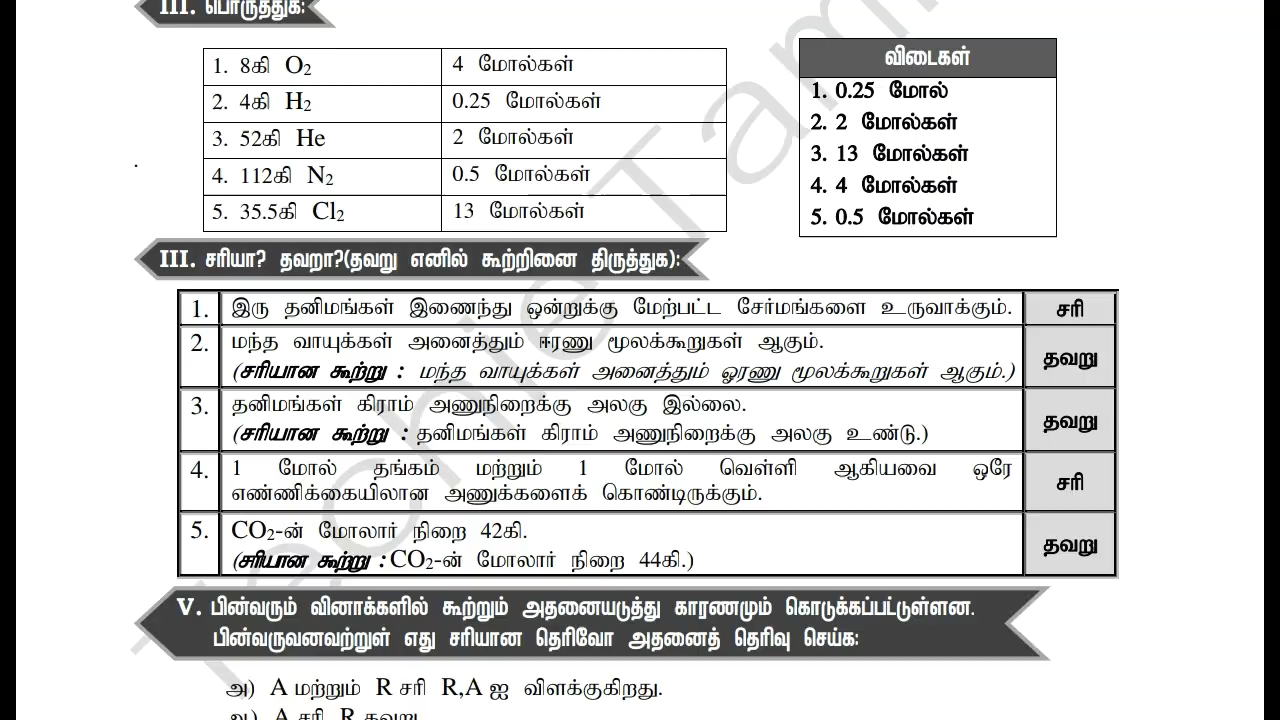 III. பொருத்துக:
1. 8கி O2 4 மோல்கள்
2. 4கி H2 0.25 மோல்கள்
3. 52கி He 2 மோல்கள்
4. 112கி N2 0.5 மோல்கள்
5. 35.5கி Cl2 13 மோல்கள்
விடைகள்
1. 0.25 மோல்
2. 2 மோல்கள்
3. 13 மோல்கள்
4. 4 மோல்கள்
5. 0.5 மோல்கள்
III. சரியா? தவறா?(தவறு எனில் கூற்றினை திருத்துக):
1. இரு தனிமங்கள் இணைந்து ஒன்றுக்கு மேற்பட்ட சேர்மங்களை உருவாக்கும். சரி
2. மந்த வாயுக்கள் அனைத்தும் ஈரணு மூலக்கூறுகள் ஆகும்.
(சரியான கூற்று : மந்த வாயுக்கள் அனைத்தும் ஓரணு மூலக்கூறுகள் ஆகும்.) தவறு
3. தனிமங்கள் கிராம் அணுநிறைக்கு அலகு இல்லை.
(சரியான கூற்று : தனிமங்கள் கிராம் அணுநிறைக்கு அலகு உண்டு.) தவறு
4. 1 மோல் தங்கம் மற்றும் 1 மோல் வெள்ளி ஆகியவை ஒரே
எண்ணிக்கையிலான அணுக்களைக் கொண்டிருக்கும். சரி
5. CO2-ன் மோலார் நிறை 42கி.
(சரியான கூற்று : CO2-ன் மோலார் நிறை 44கி.) தவறு
V. பின்வரும் வினாக்களில் கூற்றும் அதனையடுத்து காரணமும் கொடுக்கப்பட்டுள்ளன.
பின்வருவனவற்றுள் எது சரியான தெரிவோ அதனைத் தெரிவு செய்க:
அ) A மற்றும் R சரி R,A ஐ விளக்குகிறது.
ஆ) A சரி R தவறு
TechieTami